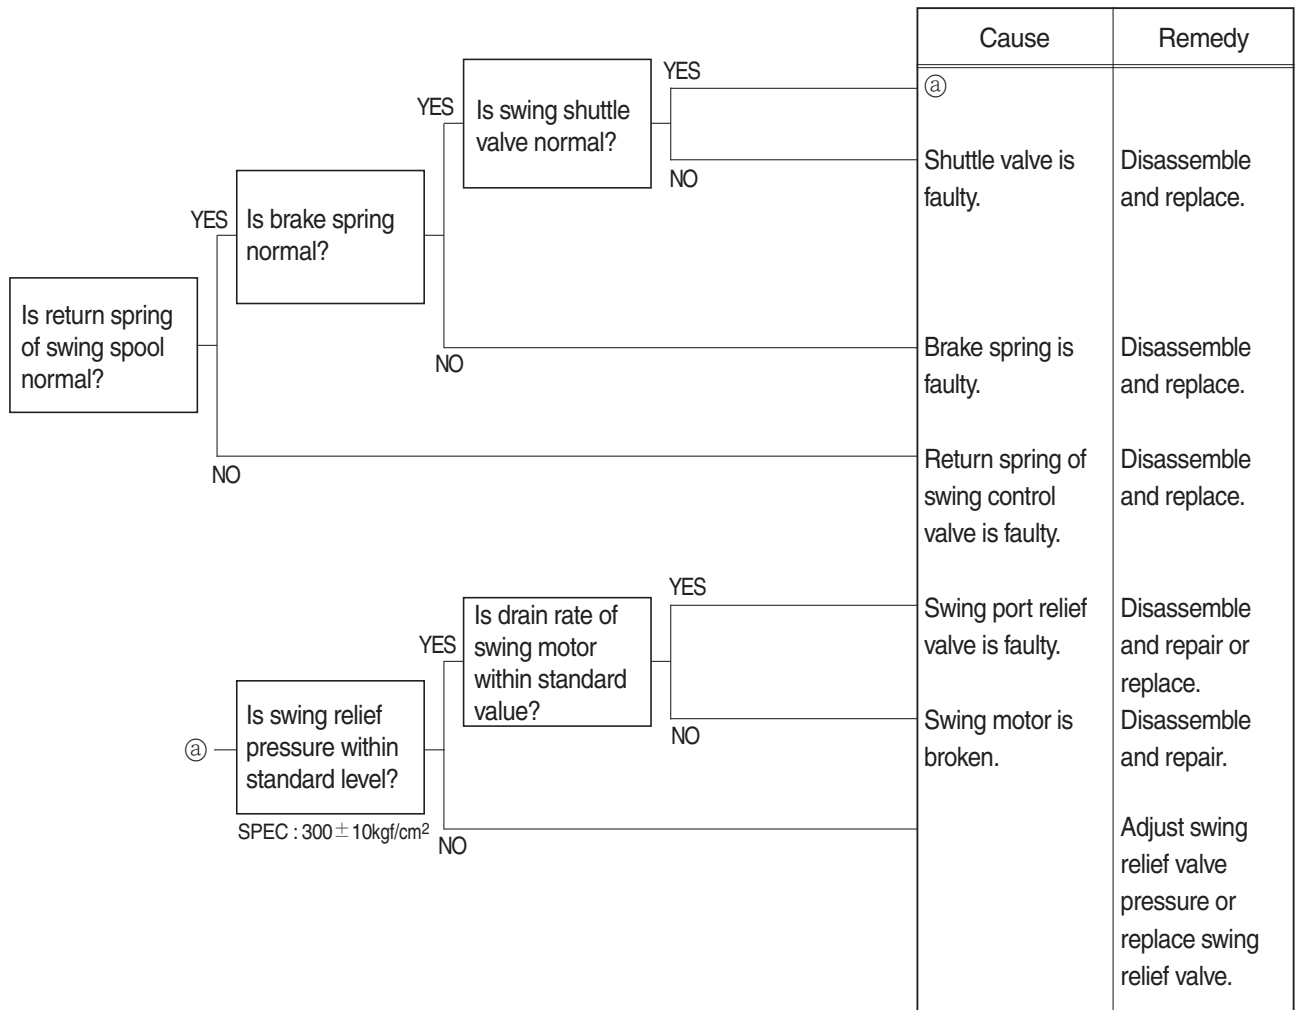 Cause
Remedy
YES
ⓐ
YES
Is swing shuttle
valve normal?
NO
Shuttle valve is
faulty.
Disassemble
and replace.
YES
Is brake spring
normal?
Is return spring
of swing spool
normal?
NO
Brake spring is
faulty.
Disassemble
and replace.
NO
Return spring of
swing control
valve is faulty.
Disassemble
and replace.
YES
Is drain rate of
swing motor
within standard
value?
YES
Swing port relief
valve is faulty.
Disassemble
and repair or
replace.
NO
Swing motor is
broken.
Disassemble
and repair.
ⓐ
Is swing relief
pressure within
standard level?
SPEC : 300±10kgf/cm²
NO
Adjust swing
relief valve
pressure or
replace swing
relief valve.